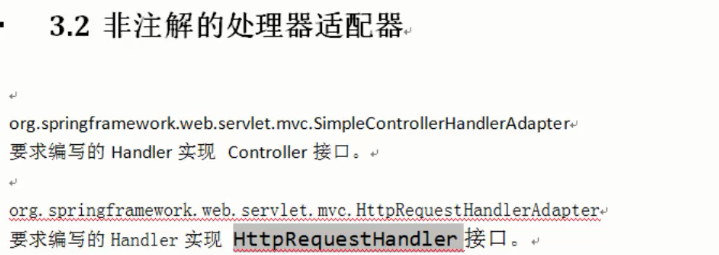 3.2 非注解的处理器适配器
org.springframework.web.servlet.mvc.SimpleControllerHandlerAdapter
要求编写的 Handler 实现 Controller 接口。
org.springframework.web.servlet.mvc.HttpRequestHandlerAdapter
要求编写的 Handler 实现 HttpRequestHandler 接口。